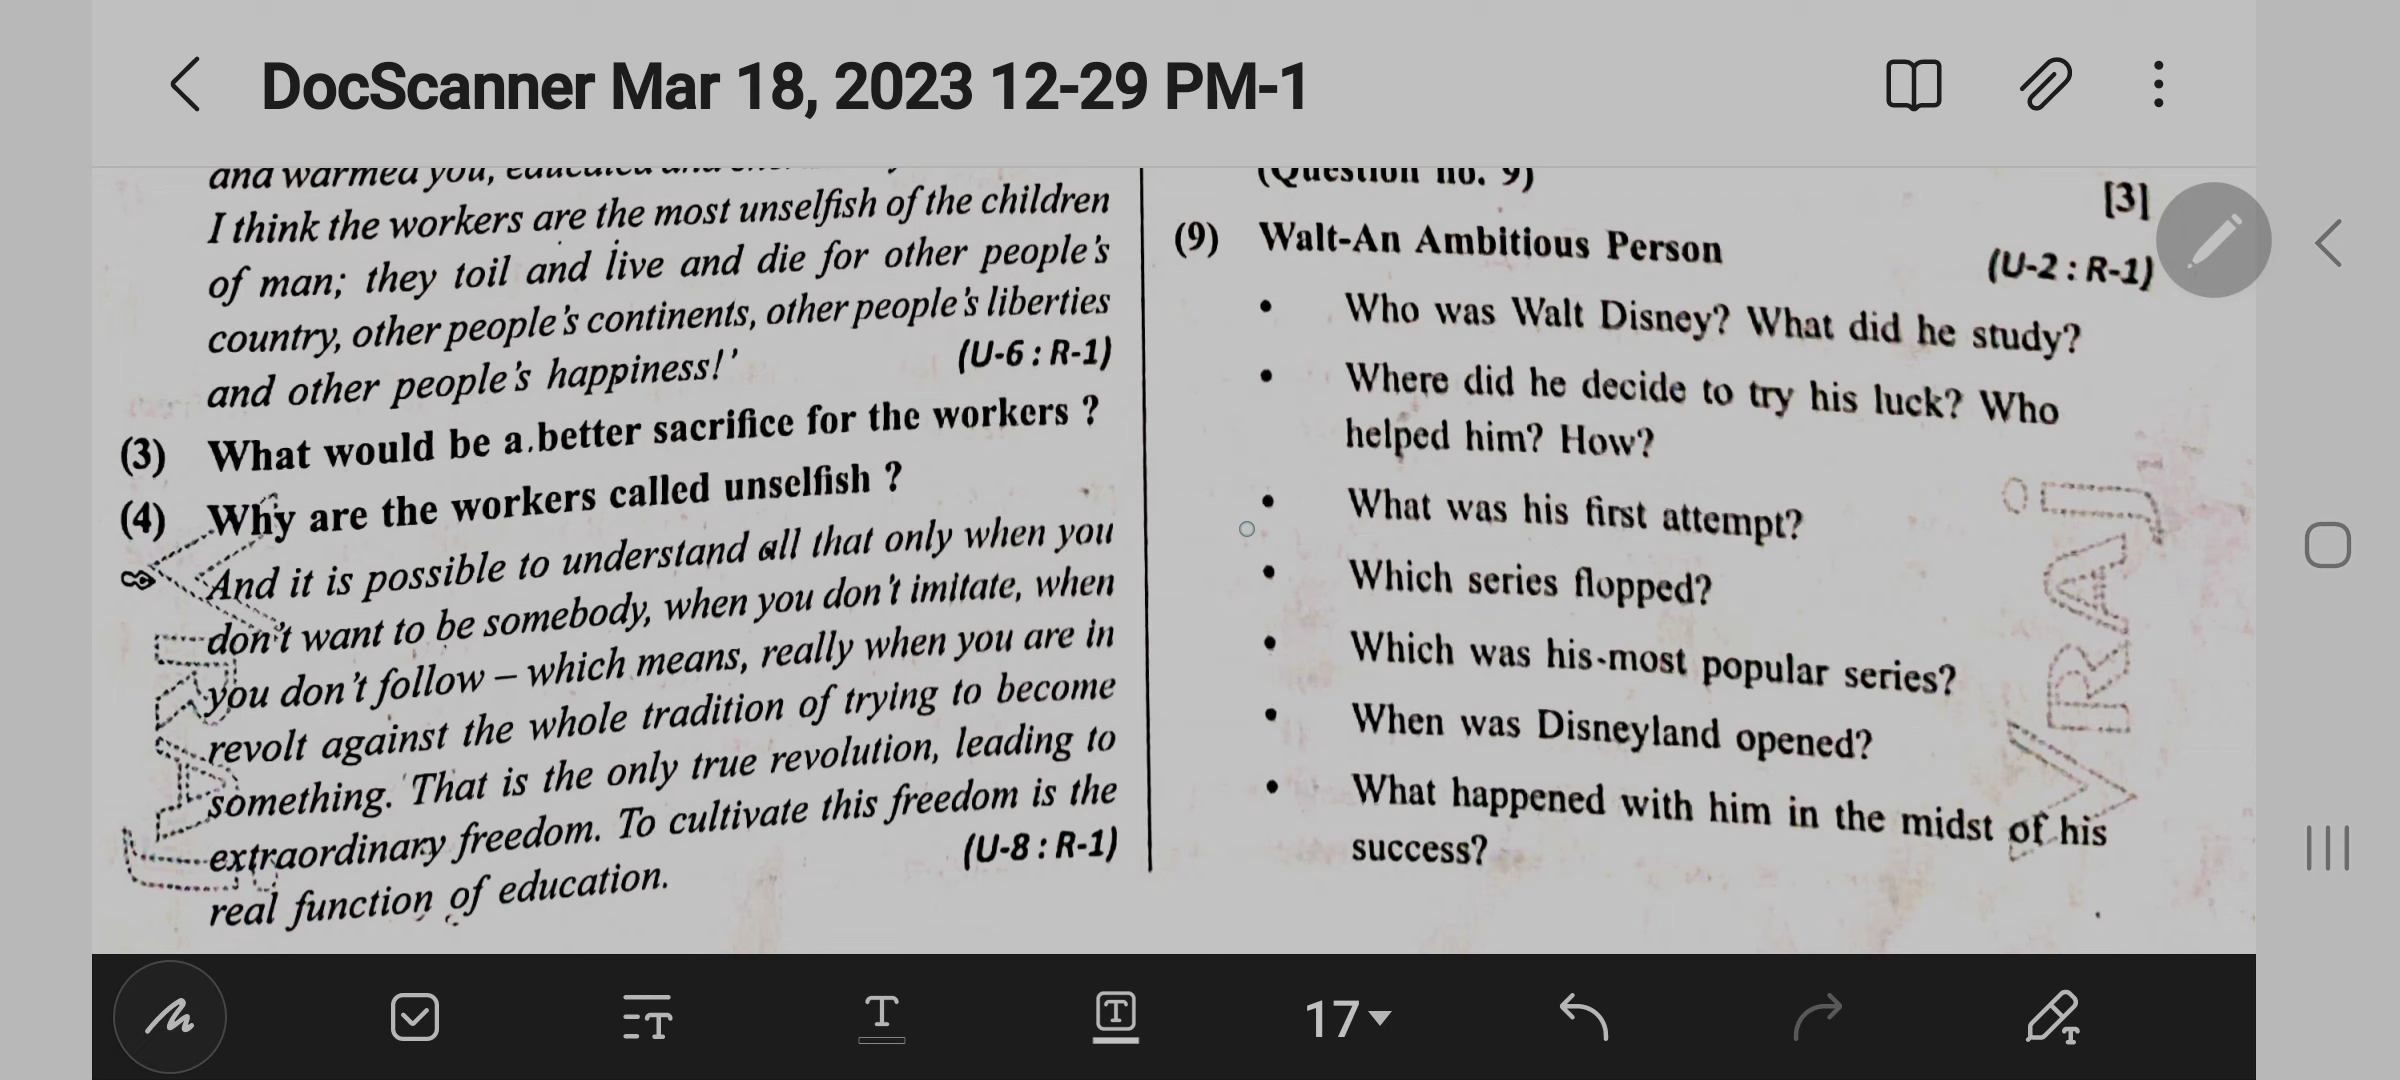 DocScanner Mar 18, 2023 12-29 PM-1
and warmed you, educated and
I think the workers are the most unselfish of the children
of man; they toil and live and die for other people's
country, other people's continents, other people's liberties
and other people's happiness!' (U-6 : R-1)
(3) What would be a better sacrifice for the workers ?
(4) Why are the workers called unselfish ?
And it is possible to understand all that only when you
don't want to be somebody, when you don't imitate, when
you don't follow – which means, really when you are in
revolt against the whole tradition of trying to become
something. That is the only true revolution, leading to
extraordinary freedom. To cultivate this freedom is the
real function of education. (U-8 : R-1)
(Question no. 9) [3]
(9) Walt-An Ambitious Person (U-2 : R-1)
• Who was Walt Disney? What did he study?
• Where did he decide to try his luck? Who
helped him? How?
• What was his first attempt?
• Which series flopped?
• Which was his-most popular series?
• When was Disneyland opened?
• What happened with him in the midst of his
success?
VIRAJ
17